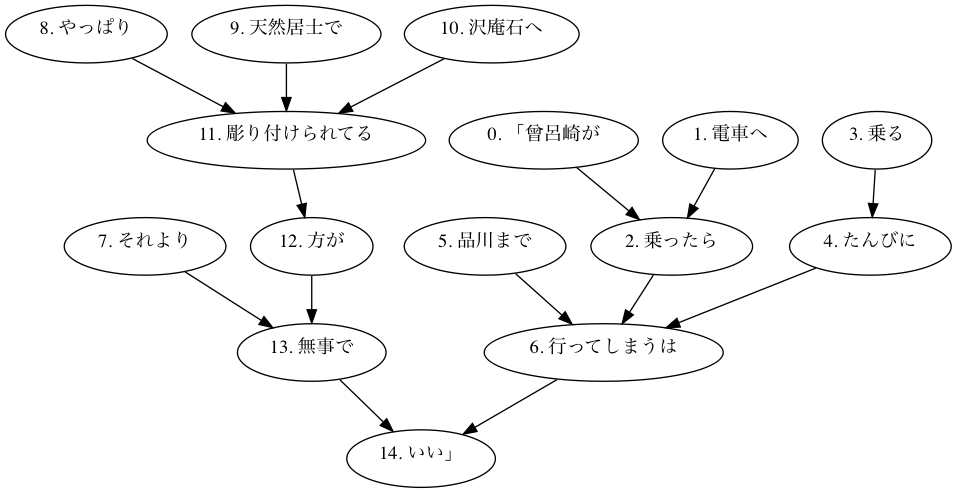 8. やっぱり
9. 天然居士で
10. 沢庵石へ
11. 彫り付けられてる
0. 「曾呂崎が
1. 電車へ
3. 乗る
7. それより
12. 方が
5. 品川まで
2. 乗ったら
4. たんびに
13. 無事で
6. 行ってしまうは
14. いい」